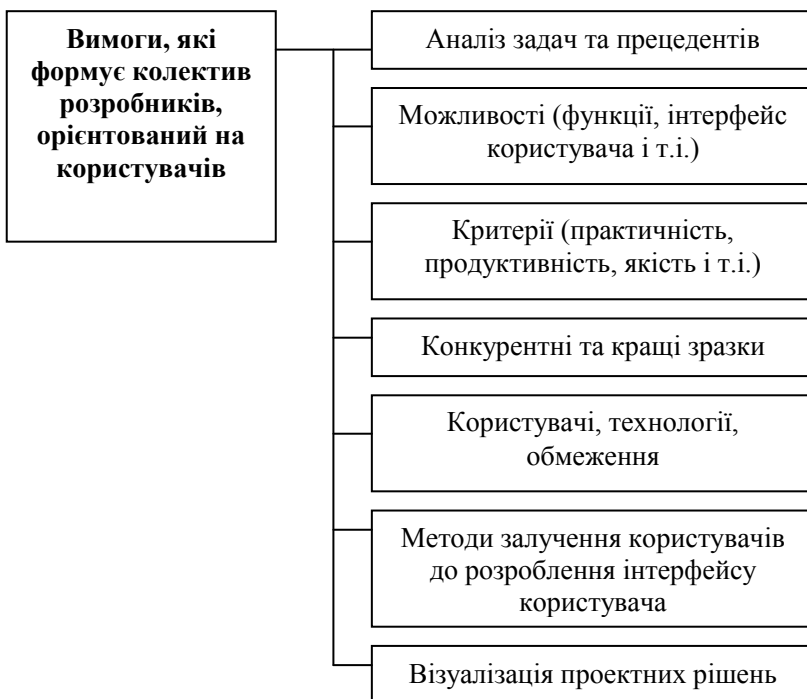 Вимоги, які
формує колектив
розробників,
орієнтований на
користувачів
Аналіз задач та прецедентів
Можливості (функції, інтерфейс
користувача і т.і.)
Критерії (практичність,
продуктивність, якість і т.і.)
Конкурентні та кращі зразки
Користувачі, технології,
обмеження
Методи залучення користувачів
до розроблення інтерфейсу
користувача
Візуалізація проектних рішень